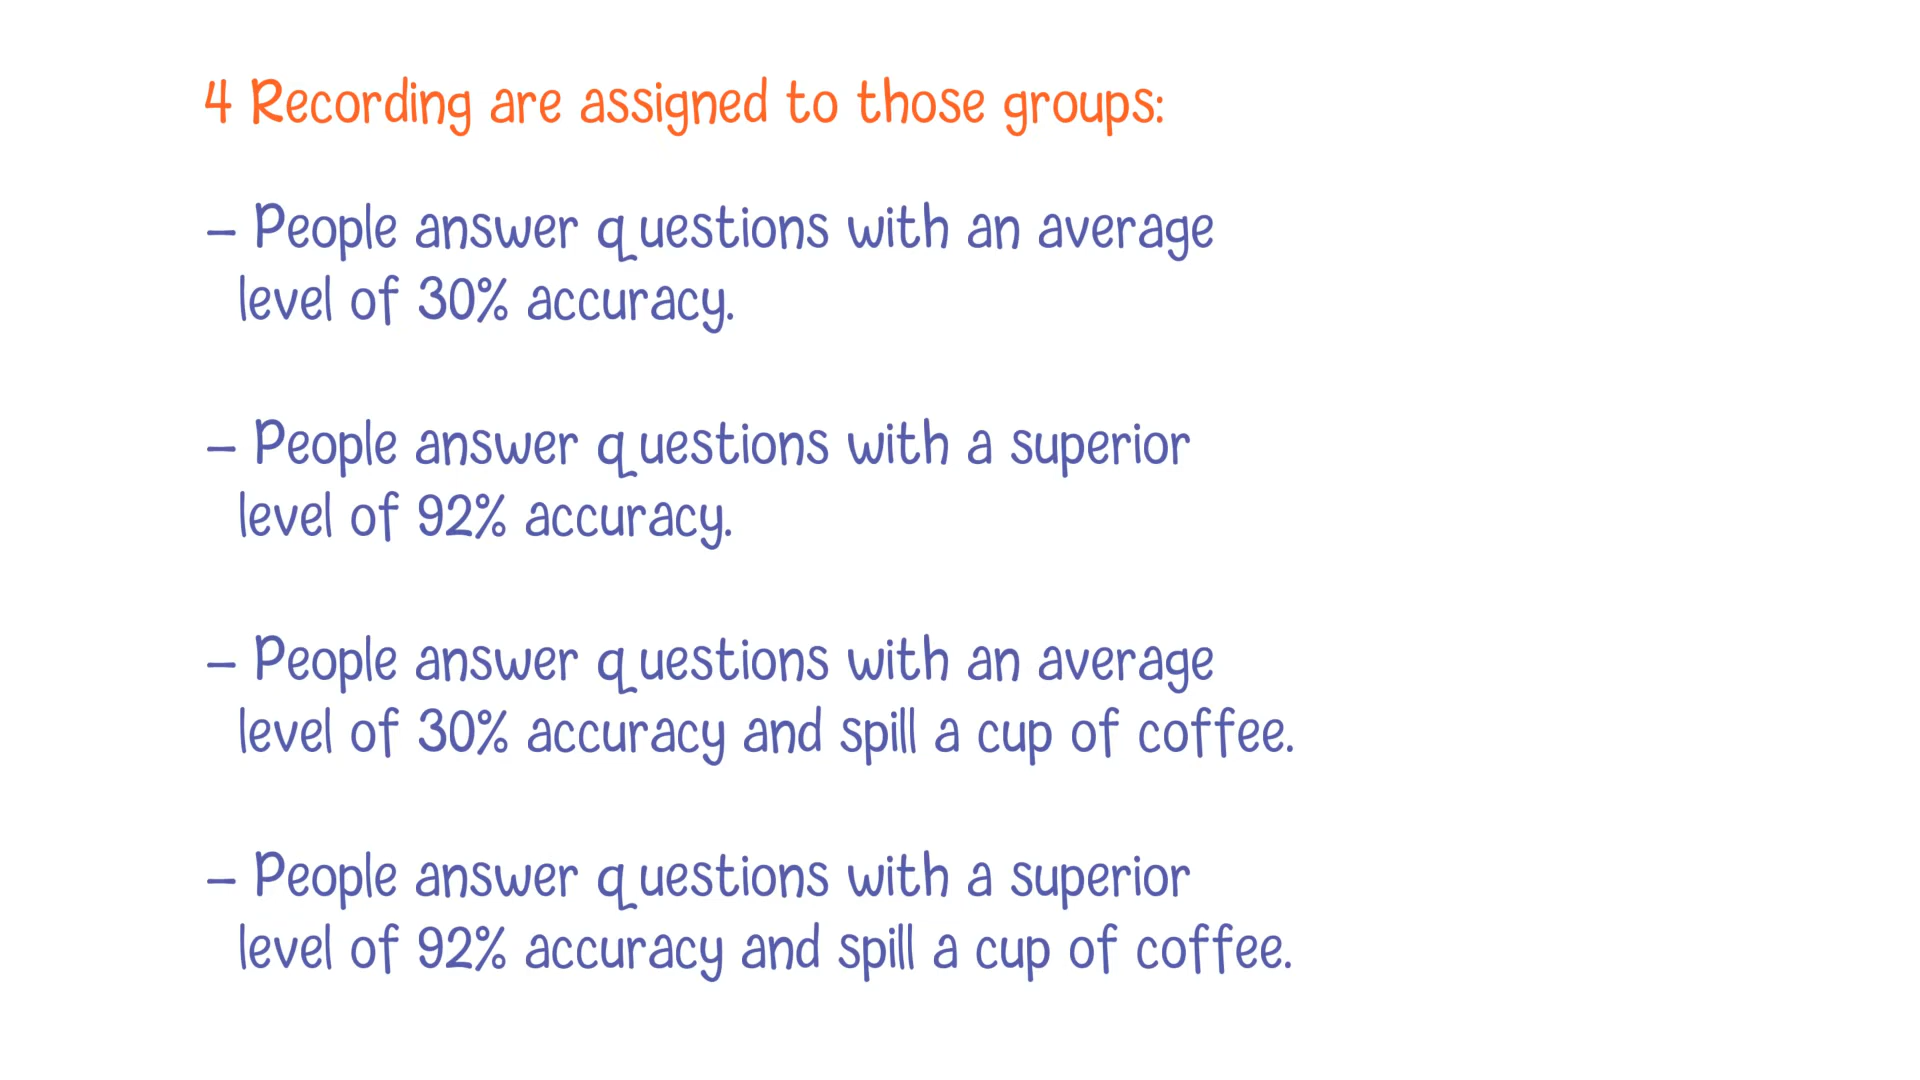 4 Recording are assigned to those groups:
– People answer questions with an average
level of 30% accuracy.
– People answer questions with a superior
level of 92% accuracy.
– People answer questions with an average
level of 30% accuracy and spill a cup of coffee.
– People answer questions with a superior
level of 92% accuracy and spill a cup of coffee.